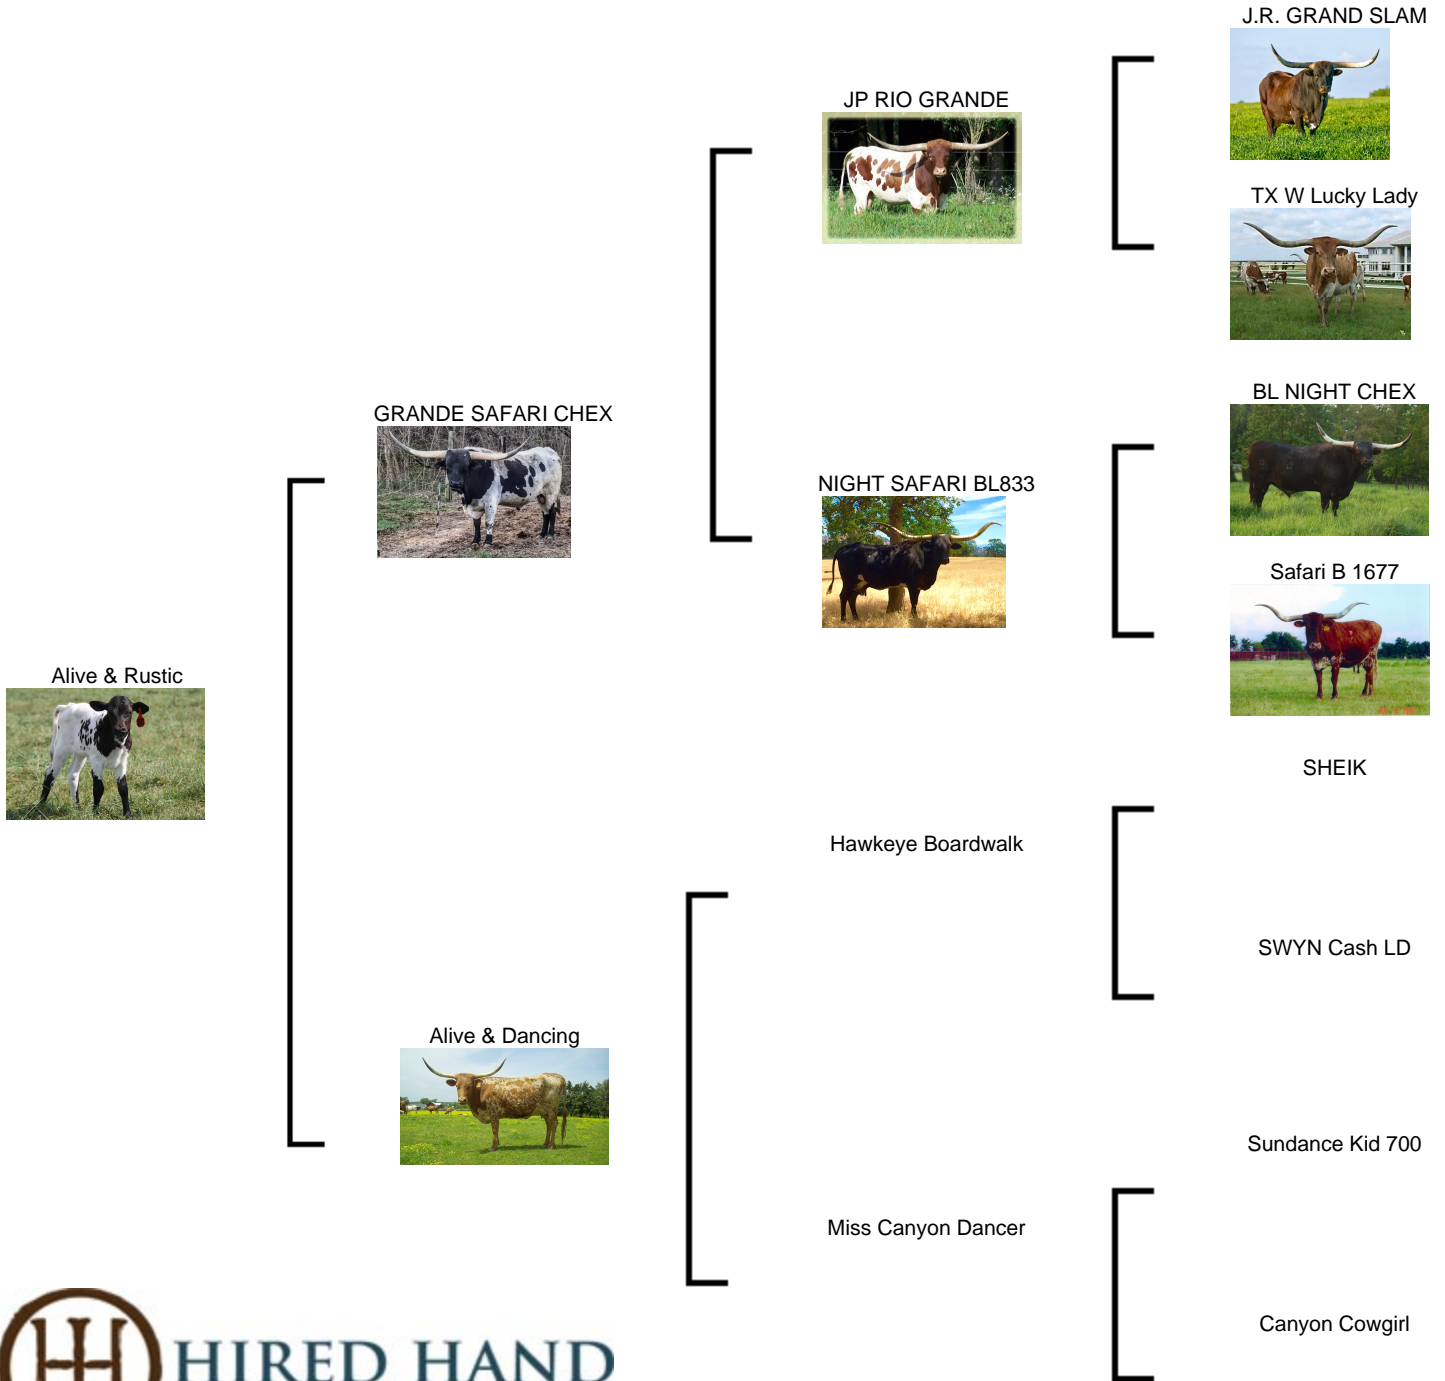 J.R. GRAND SLAM
JP RIO GRANDE
TX W Lucky Lady
BL NIGHT CHEX
GRANDE SAFARI CHEX
NIGHT SAFARI BL833
Safari B 1677
Alive & Rustic
SHEIK
Hawkeye Boardwalk
SWYN Cash LD
Alive & Dancing
Sundance Kid 700
Miss Canyon Dancer
Canyon Cowgirl
HIRED HAND